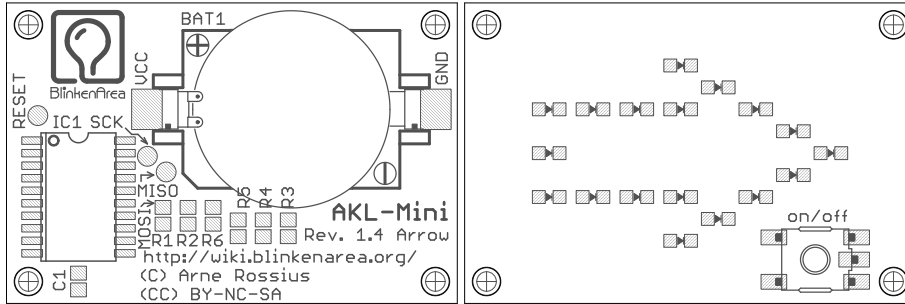 BAT1
BlinkenArea
VCC
GND
RESET
IC1 SCK
MISO
MOSI
R5
R4
R3
R1 R2 R6
AKL-Mini
Rev. 1.4 Arrow
http://wiki.blinkenarea.org/
(C) Arne Rossius
(CC) BY-NC-SA
C1
on/off